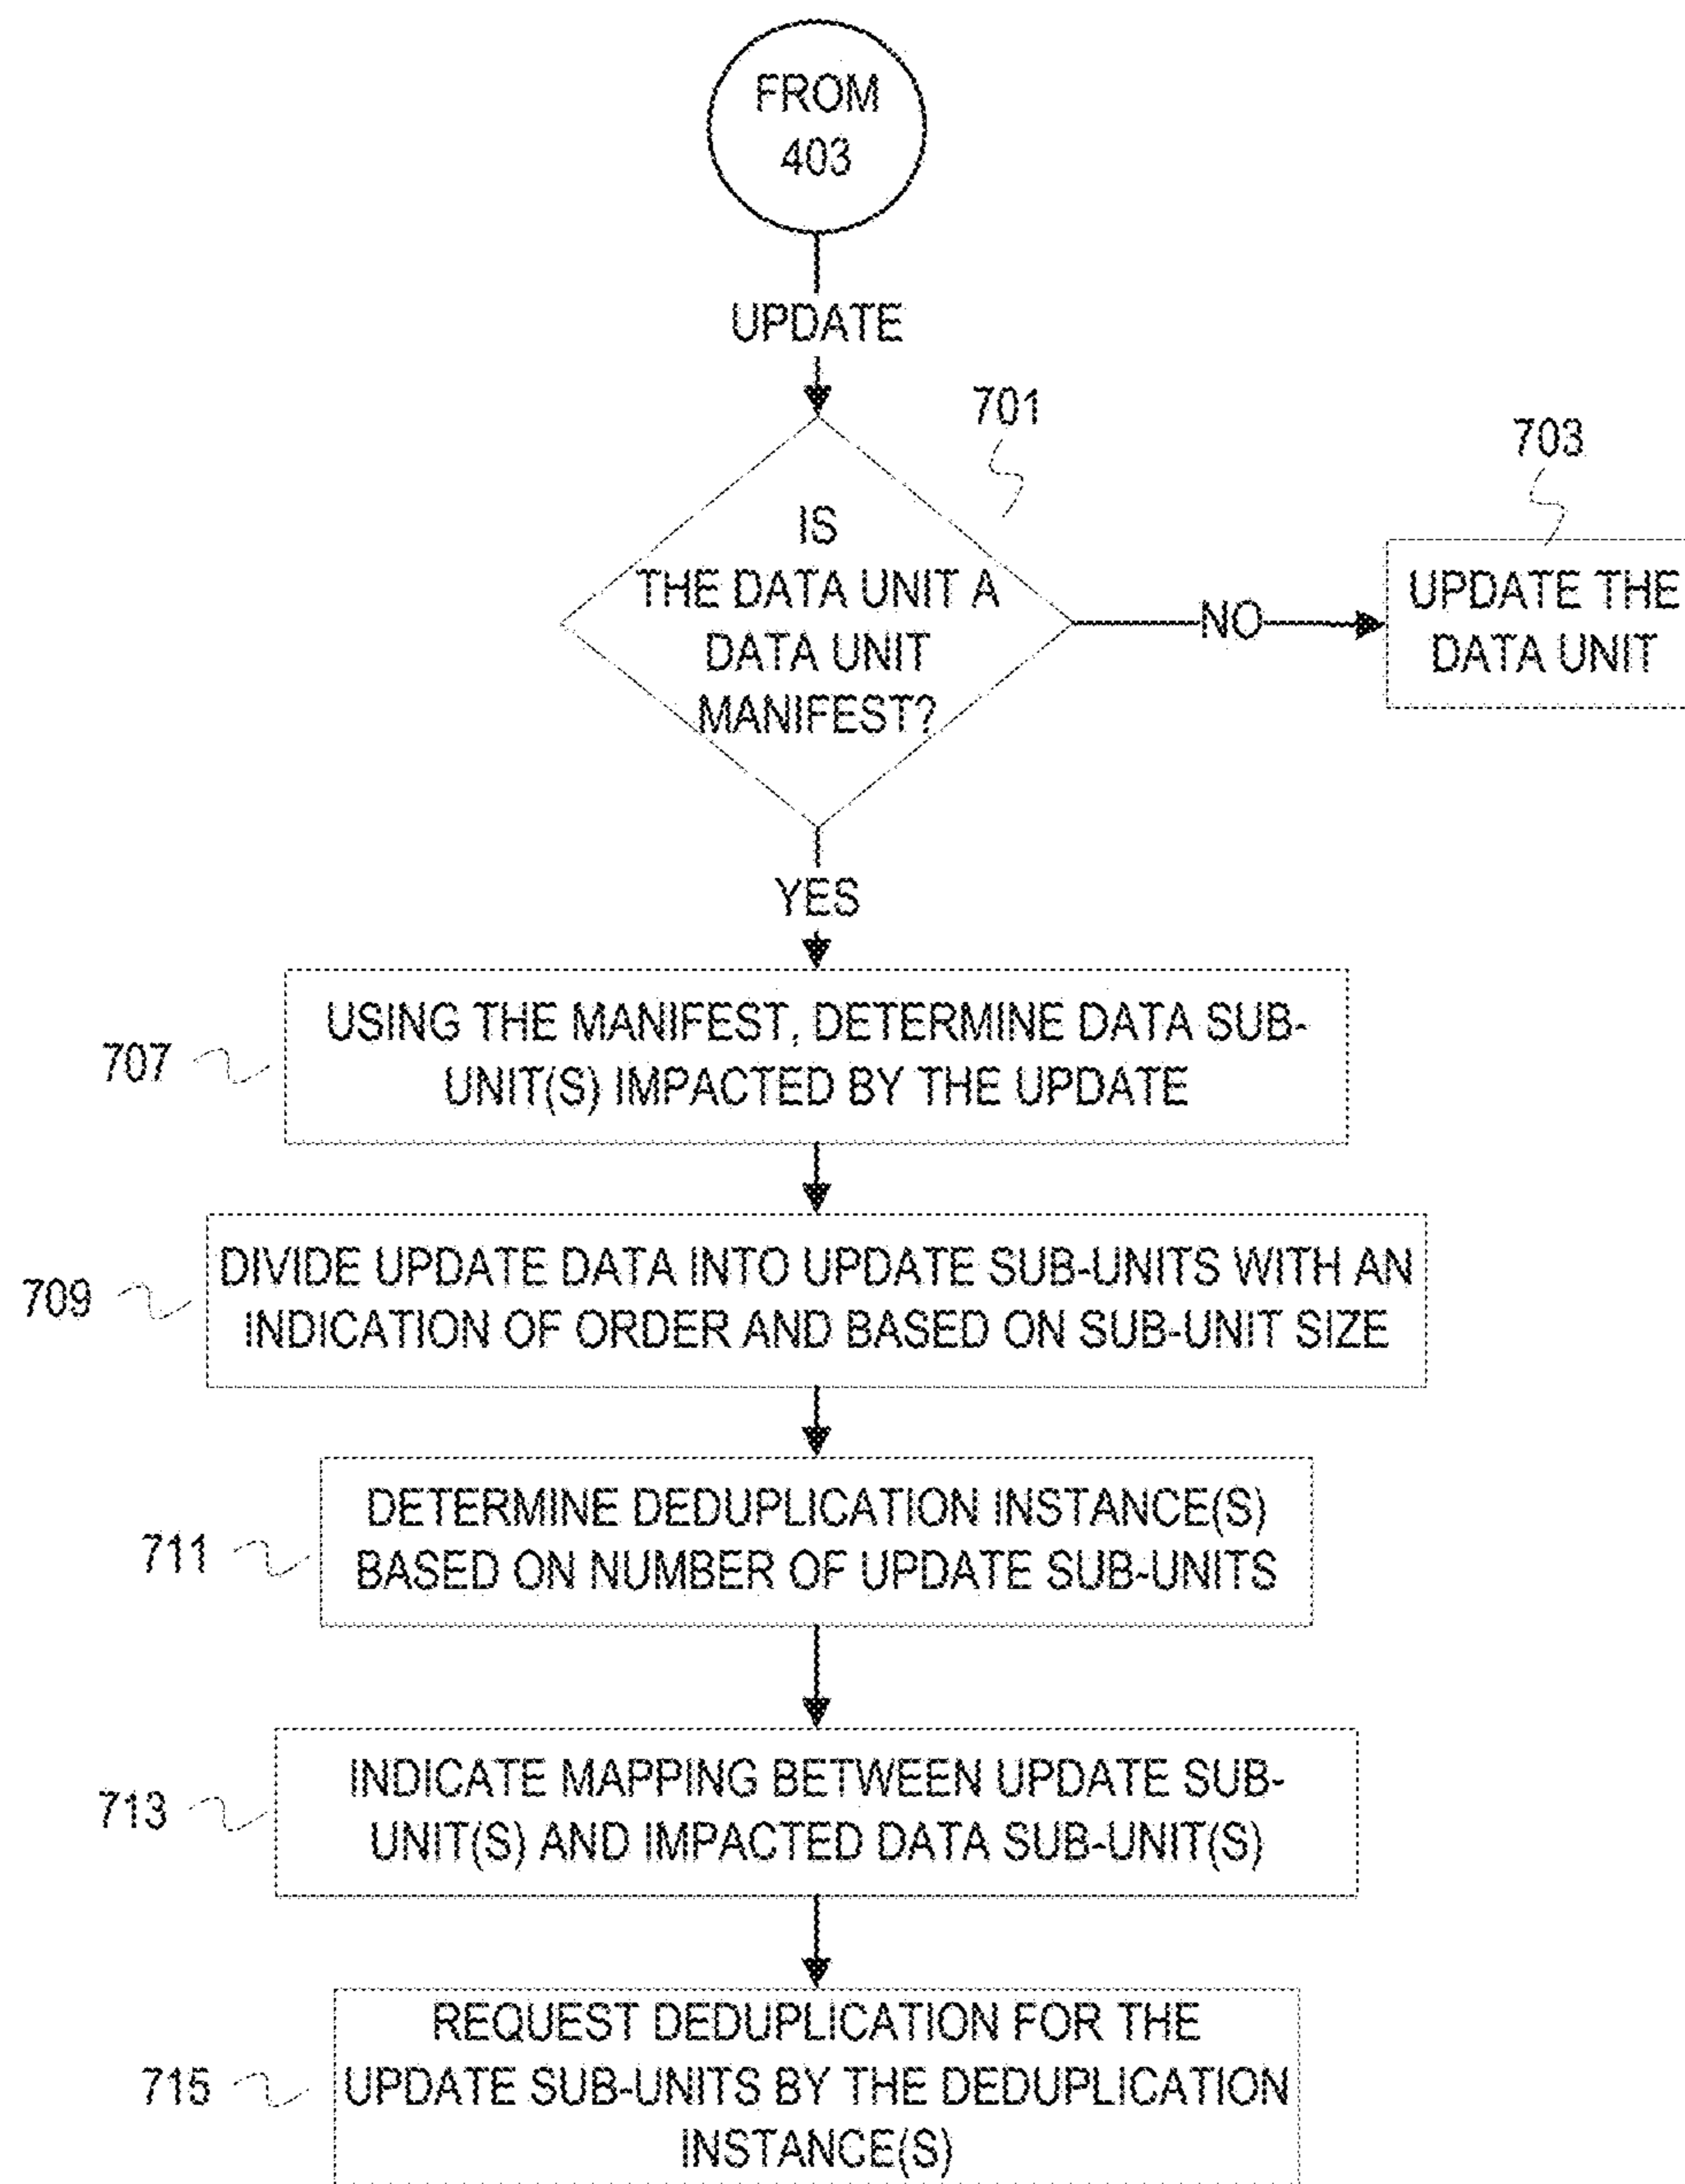 FROM
403
UPDATE
701
703
IS
THE DATA UNIT A
DATA UNIT
MANIFEST?
NO
UPDATE THE
DATA UNIT
YES
707
USING THE MANIFEST, DETERMINE DATA SUB-
UNIT(S) IMPACTED BY THE UPDATE
709
DIVIDE UPDATE DATA INTO UPDATE SUB-UNITS WITH AN
INDICATION OF ORDER AND BASED ON SUB-UNIT SIZE
711
DETERMINE DEDUPLICATION INSTANCE(S)
BASED ON NUMBER OF UPDATE SUB-UNITS
713
INDICATE MAPPING BETWEEN UPDATE SUB-
UNIT(S) AND IMPACTED DATA SUB-UNIT(S)
715
REQUEST DEDUPLICATION FOR THE
UPDATE SUB-UNITS BY THE DEDUPLICATION
INSTANCE(S)